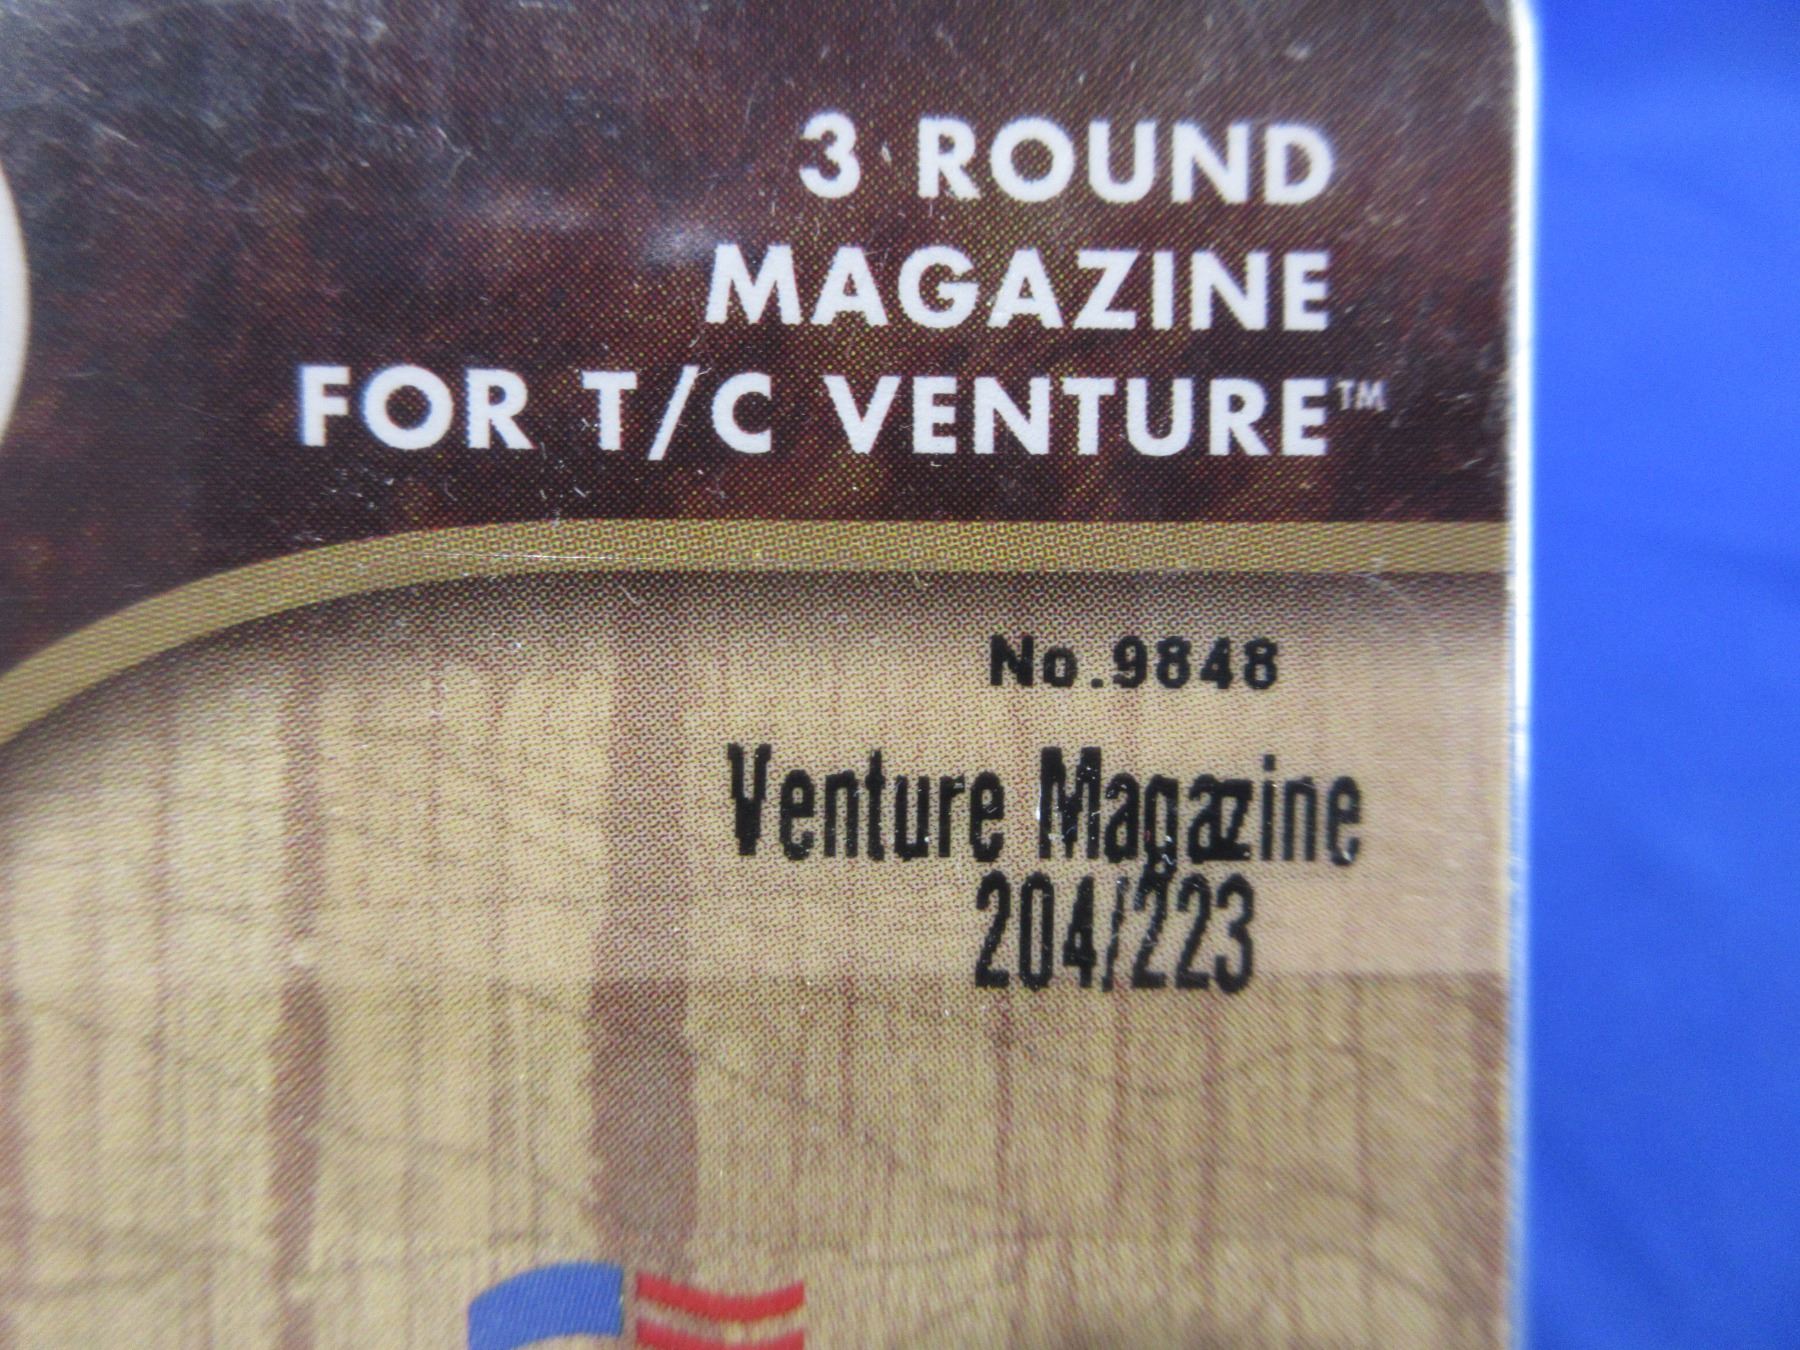 3 ROUND
MAGAZINE
FOR T/C VENTURE™
No.9848
Venture Magazine
204/223